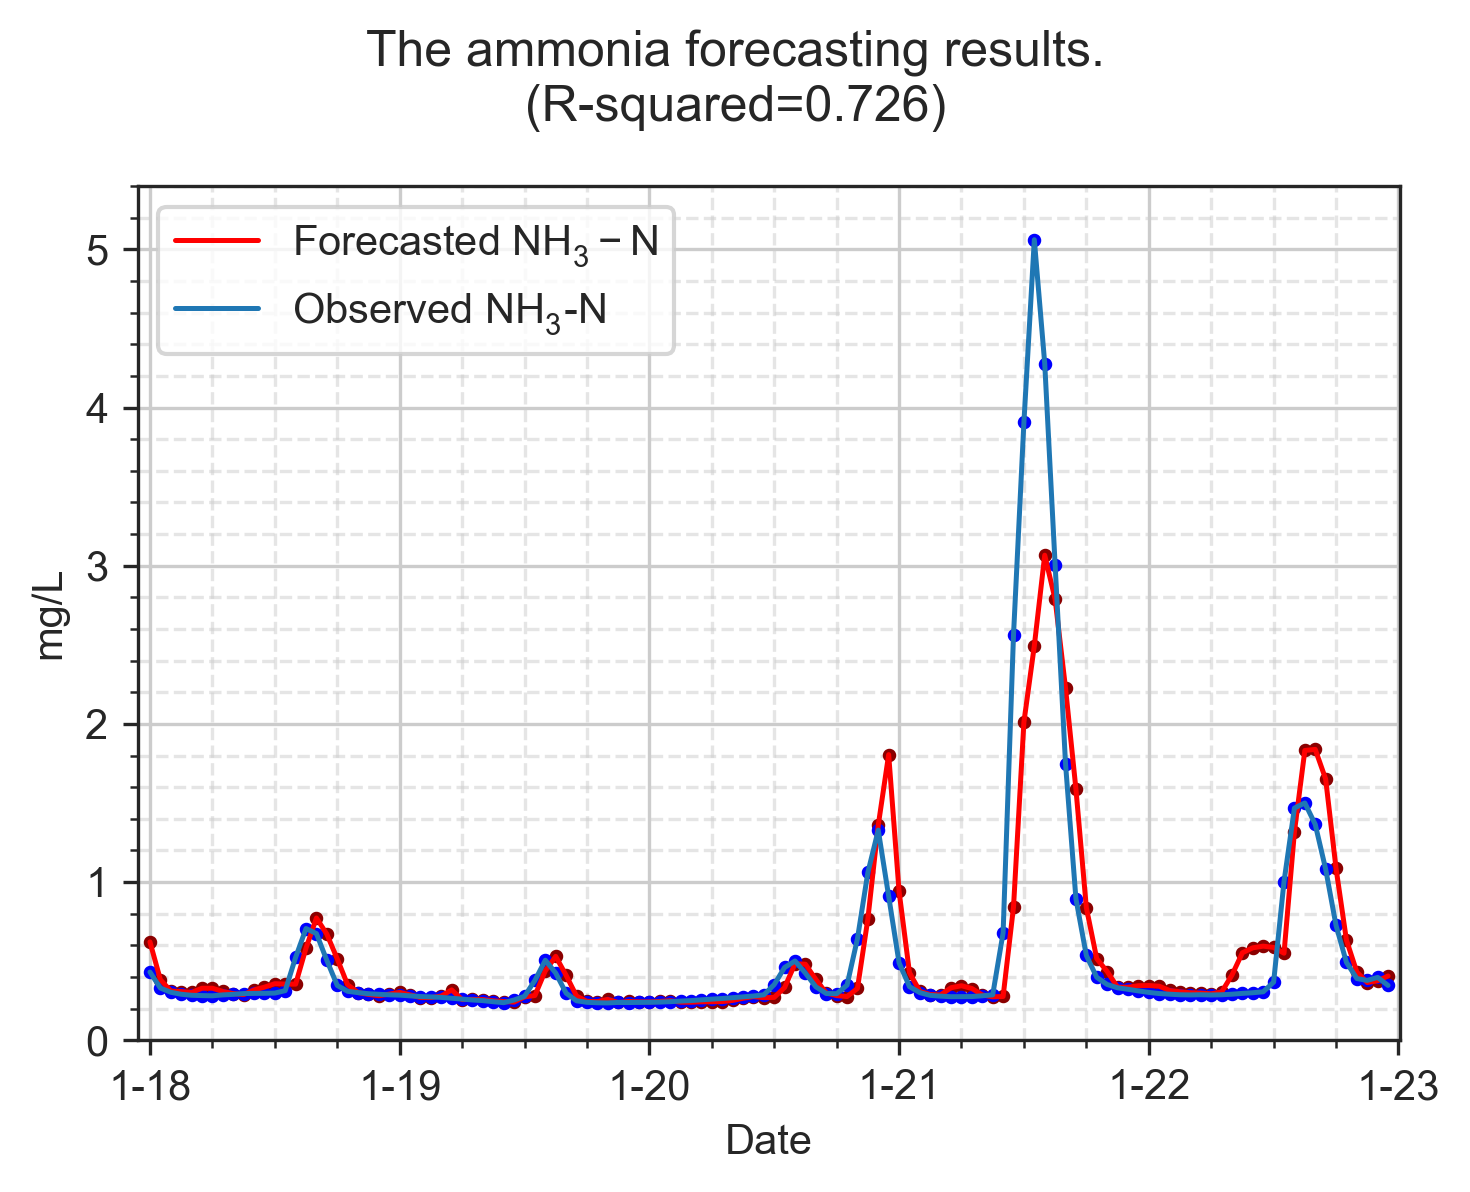 The ammonia forecasting results.
(R-squared=0.726)
Forecasted NH₃ − N
Observed NH₃-N
5
4
3
2
1
0
mg/L
1-18 1-19 1-20 1-21 1-22 1-23
Date